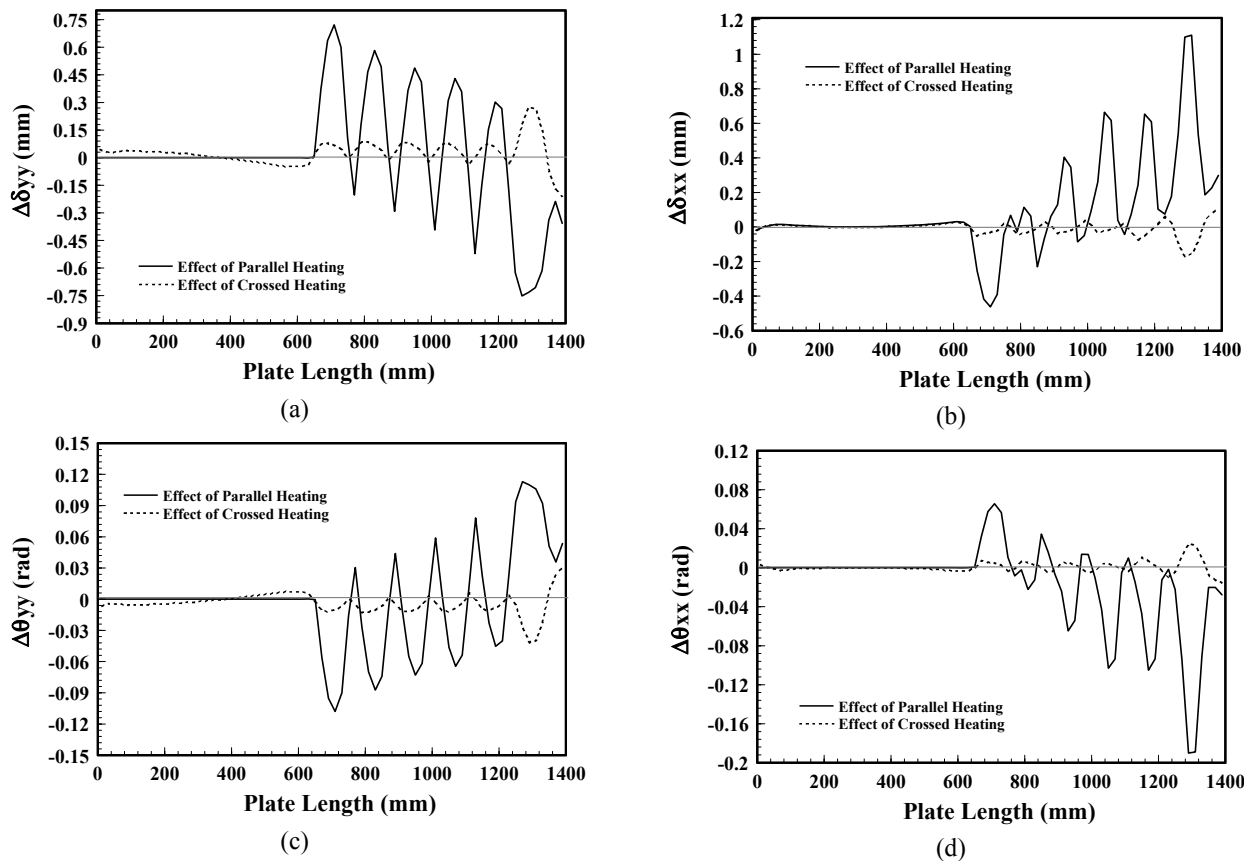 0.75
0.6
0.45
0.3
0.15
0
-0.15
-0.3
-0.45
-0.6
-0.75
-0.9
Δδyy (mm)
Effect of Parallel Heating
Effect of Crossed Heating
0 200 400 600 800 1000 1200 1400
Plate Length (mm)
(a)
1.2
1
0.8
0.6
0.4
0.2
0
-0.2
-0.4
-0.6
Δδxx (mm)
Effect of Parallel Heating
Effect of Crossed Heating
0 200 400 600 800 1000 1200 1400
Plate Length (mm)
(b)
0.15
0.12
0.09
0.06
0.03
0
-0.03
-0.06
-0.09
-0.12
-0.15
Δθyy (rad)
Effect of Parallel Heating
Effect of Crossed Heating
0 200 400 600 800 1000 1200 1400
Plate Length (mm)
(c)
0.12
0.08
0.04
0
-0.04
-0.08
-0.12
-0.16
-0.2
Δθxx (rad)
Effect of Parallel Heating
Effect of Crossed Heating
0 200 400 600 800 1000 1200 1400
Plate Length (mm)
(d)